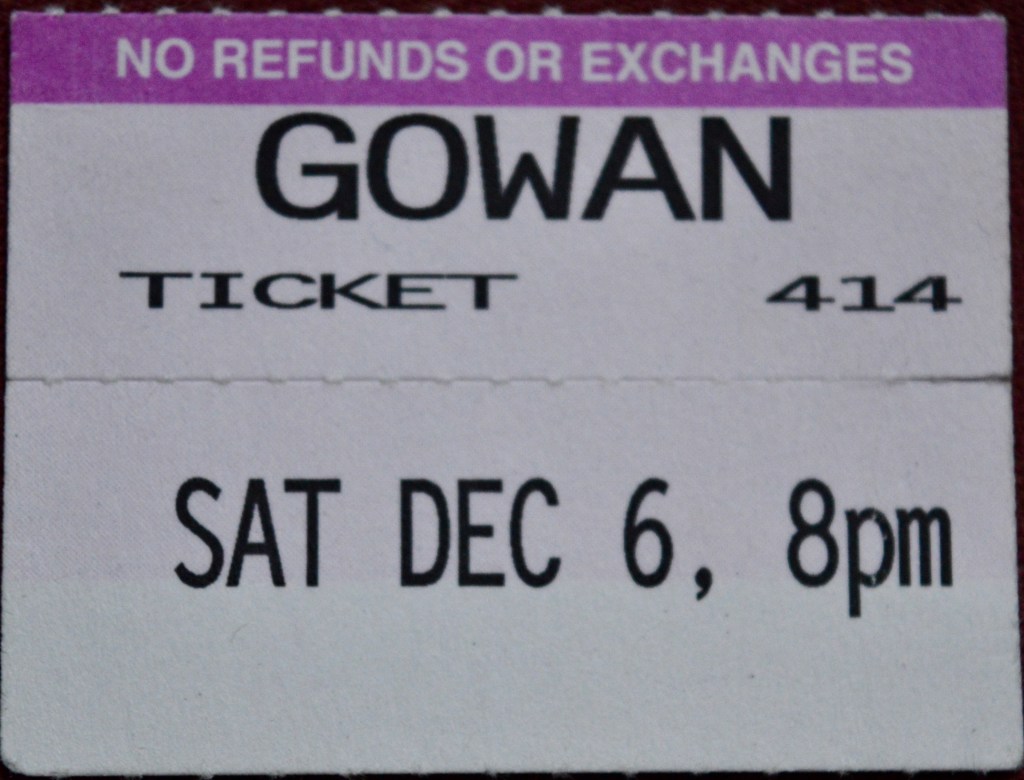 NO REFUNDS OR EXCHANGES
GOWAN
TICKET 414
SAT DEC 6, 8pm